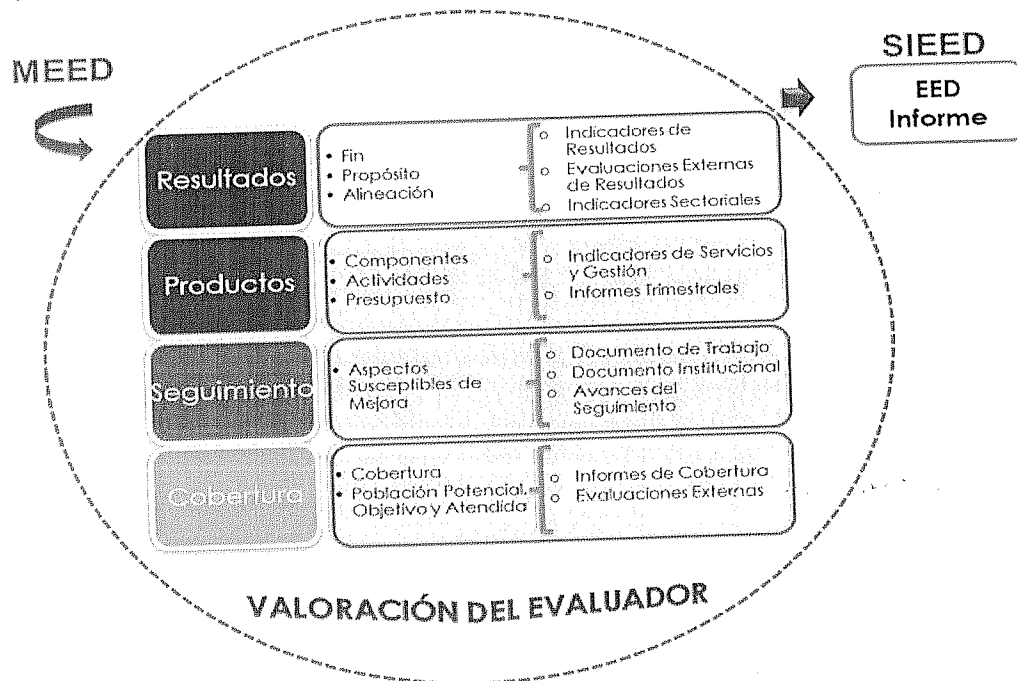 MEED
SIEED
EED
Informe
Resultados
• Fin
• Propósito
• Alineación
o Indicadores de
Resultados
o Evaluaciones Externas
de Resultados
o Indicadores Sectoriales
Productos
• Componentes
• Actividades
• Presupuesto
o Indicadores de Servicios
y Gestión
o Informes Trimestrales
Seguimiento
• Aspectos
Susceptibles de
Mejora
o Documento de Trabajo
o Documento Institucional
o Avances del
Seguimiento
Cobertura
• Cobertura
• Población Potencial,
Objetivo y Atendida
o Informes de Cobertura
o Evaluaciones Externas
VALORACIÓN DEL EVALUADOR